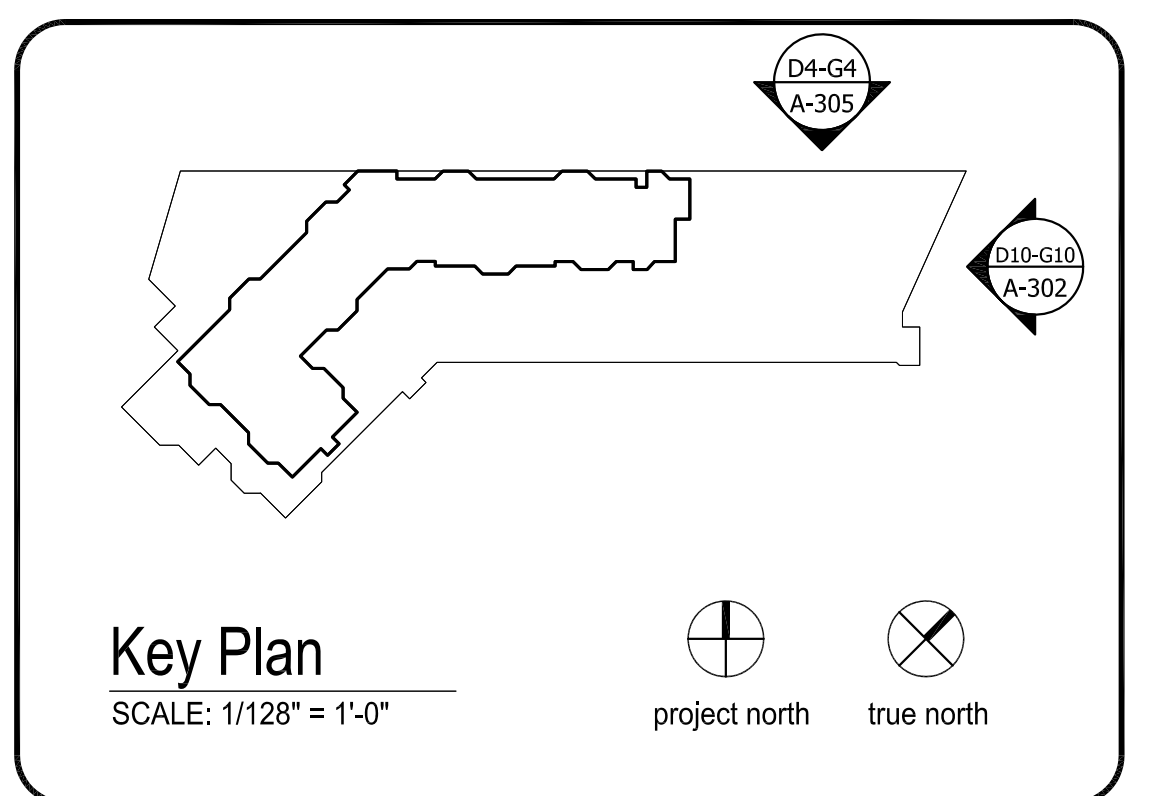 D4-G4
A-305
D10-G10
A-302
Key Plan
SCALE: 1/128" = 1'-0"
project north
true north